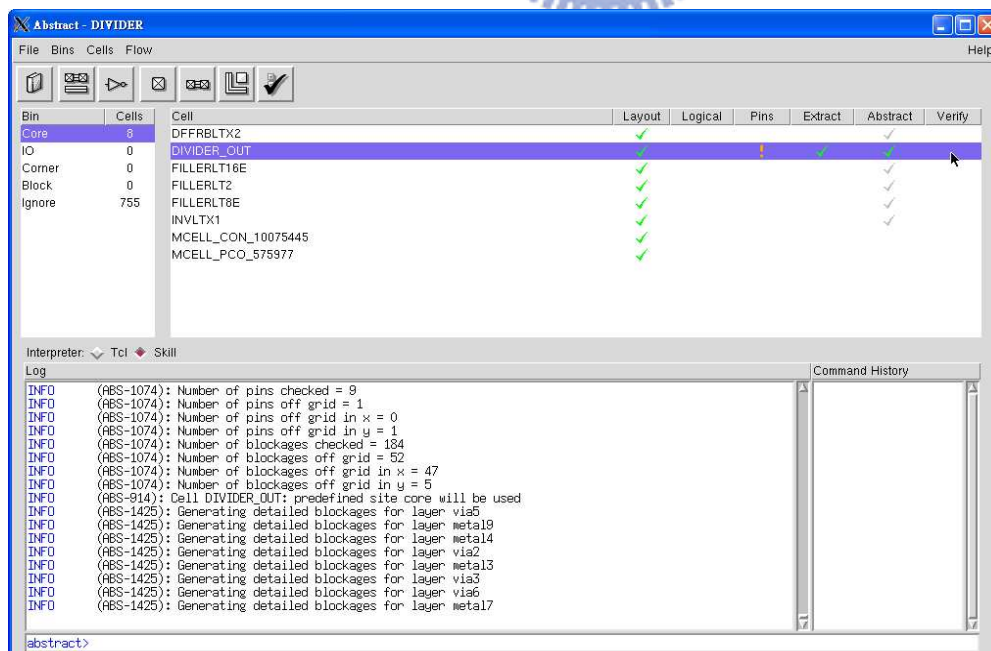 Abstract - DIVIDER
File Bins Cells Flow Help
Bin Cells Cell Layout Logical Pins Extract Abstract Verify
Core 8 DFFRBLTX2
IO 0 DIVIDER_OUT !
Corner 0 FILLERLT16E
Block 0 FILLERLT2
Ignore 755 FILLERLT8E
INVLTX1
MCELL_CON_10075445
MCELL_PCO_575977
Interpreter: Tcl Skill
Log Command History
INFO (ABS-1074): Number of pins checked = 9
INFO (ABS-1074): Number of pins off grid = 1
INFO (ABS-1074): Number of pins off grid in x = 0
INFO (ABS-1074): Number of pins off grid in y = 1
INFO (ABS-1074): Number of blockages checked = 184
INFO (ABS-1074): Number of blockages off grid = 52
INFO (ABS-1074): Number of blockages off grid in x = 47
INFO (ABS-1074): Number of blockages off grid in y = 5
INFO (ABS-914): Cell DIVIDER_OUT: predefined site core will be used
INFO (ABS-1425): Generating detailed blockages for layer via5
INFO (ABS-1425): Generating detailed blockages for layer metal9
INFO (ABS-1425): Generating detailed blockages for layer metal4
INFO (ABS-1425): Generating detailed blockages for layer via2
INFO (ABS-1425): Generating detailed blockages for layer metal3
INFO (ABS-1425): Generating detailed blockages for layer via3
INFO (ABS-1425): Generating detailed blockages for layer via6
INFO (ABS-1425): Generating detailed blockages for layer metal7
abstract>